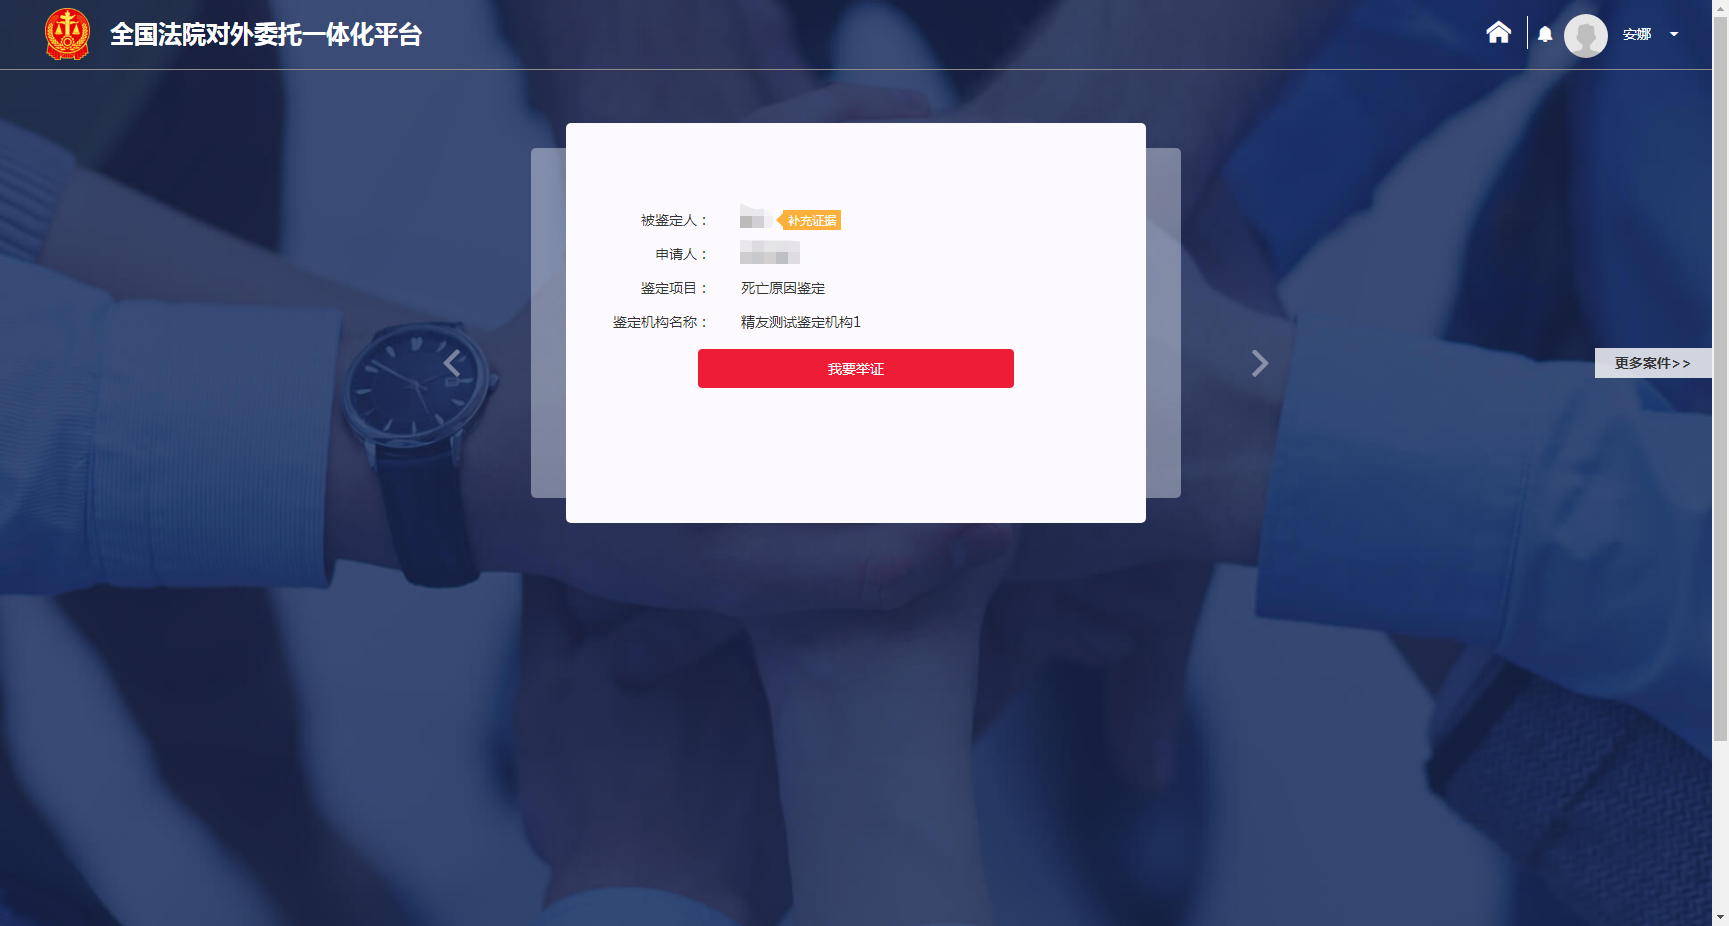 全国法院对外委托一体化平台
安娜
被鉴定人： 补充证据
申请人：
鉴定项目： 死亡原因鉴定
鉴定机构名称： 精友测试鉴定机构1
我要举证
更多案件>>